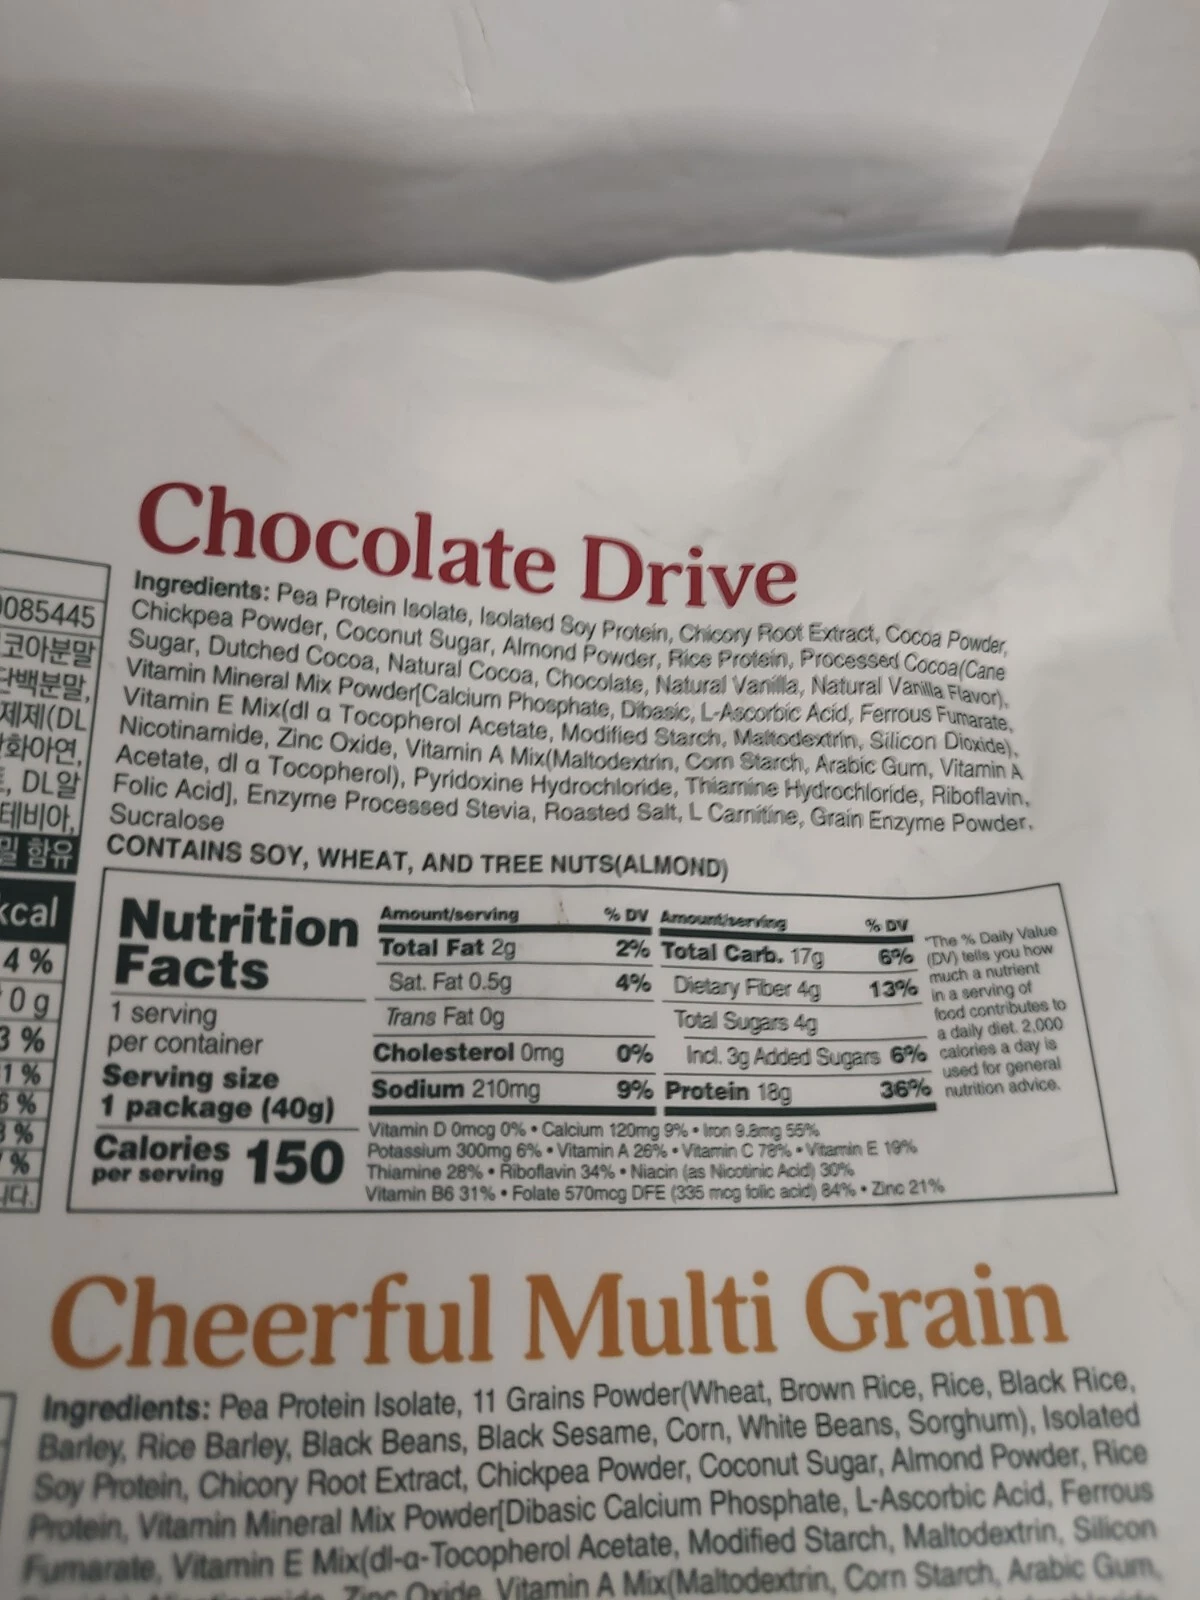 Chocolate Drive
Ingredients: Pea Protein Isolate, Isolated Soy Protein, Chicory Root Extract, Cocoa Powder,
Chickpea Powder, Coconut Sugar, Almond Powder, Rice Protein, Processed Cocoa(Cane
Sugar, Dutched Cocoa, Natural Cocoa, Chocolate, Natural Vanilla, Natural Vanilla Flavor),
Vitamin Mineral Mix Powder[Calcium Phosphate, Dibasic, L-Ascorbic Acid, Ferrous Fumarate,
Vitamin E Mix(dl α Tocopherol Acetate, Modified Starch, Maltodextrin, Silicon Dioxide),
Nicotinamide, Zinc Oxide, Vitamin A Mix(Maltodextrin, Corn Starch, Arabic Gum, Vitamin A
Acetate, dl α Tocopherol), Pyridoxine Hydrochloride, Thiamine Hydrochloride, Riboflavin,
Folic Acid], Enzyme Processed Stevia, Roasted Salt, L Carnitine, Grain Enzyme Powder,
Sucralose
CONTAINS SOY, WHEAT, AND TREE NUTS(ALMOND)
085445
코아분말
단백분말,
제제(DL
화아연,
, DL알
테비아,
밀 함유
kcal
4 %
0 g
3 %
1 %
6 %
3 %
%
니다.
Nutrition
Facts
1 serving
per container
Serving size
1 package (40g)
Calories
per serving
150
Amount/serving % DV Amount/serving % DV
Total Fat 2g 2% Total Carb. 17g 6%
Sat. Fat 0.5g 4% Dietary Fiber 4g 13%
Trans Fat 0g Total Sugars 4g
Cholesterol 0mg 0% Incl. 3g Added Sugars 6%
Sodium 210mg 9% Protein 18g 36%
Vitamin D 0mcg 0% • Calcium 120mg 9% • Iron 9.8mg 55%
Potassium 300mg 6% • Vitamin A 26% • Vitamin C 78% • Vitamin E 19%
Thiamine 28% • Riboflavin 34% • Niacin (as Nicotinic Acid) 30%
Vitamin B6 31% • Folate 570mcg DFE (335 mcg folic acid) 84% • Zinc 21%
*The % Daily Value
(DV) tells you how
much a nutrient
in a serving of
food contributes to
a daily diet. 2,000
calories a day is
used for general
nutrition advice.
Cheerful Multi Grain
Ingredients: Pea Protein Isolate, 11 Grains Powder(Wheat, Brown Rice, Rice, Black Rice,
Barley, Rice Barley, Black Beans, Black Sesame, Corn, White Beans, Sorghum), Isolated
Soy Protein, Chicory Root Extract, Chickpea Powder, Coconut Sugar, Almond Powder, Rice
Protein, Vitamin Mineral Mix Powder[Dibasic Calcium Phosphate, L-Ascorbic Acid, Ferrous
Fumarate, Vitamin E Mix(dl-α-Tocopherol Acetate, Modified Starch, Maltodextrin, Silicon
Zinc Oxide, Vitamin A Mix(Maltodextrin, Corn Starch, Arabic Gum,